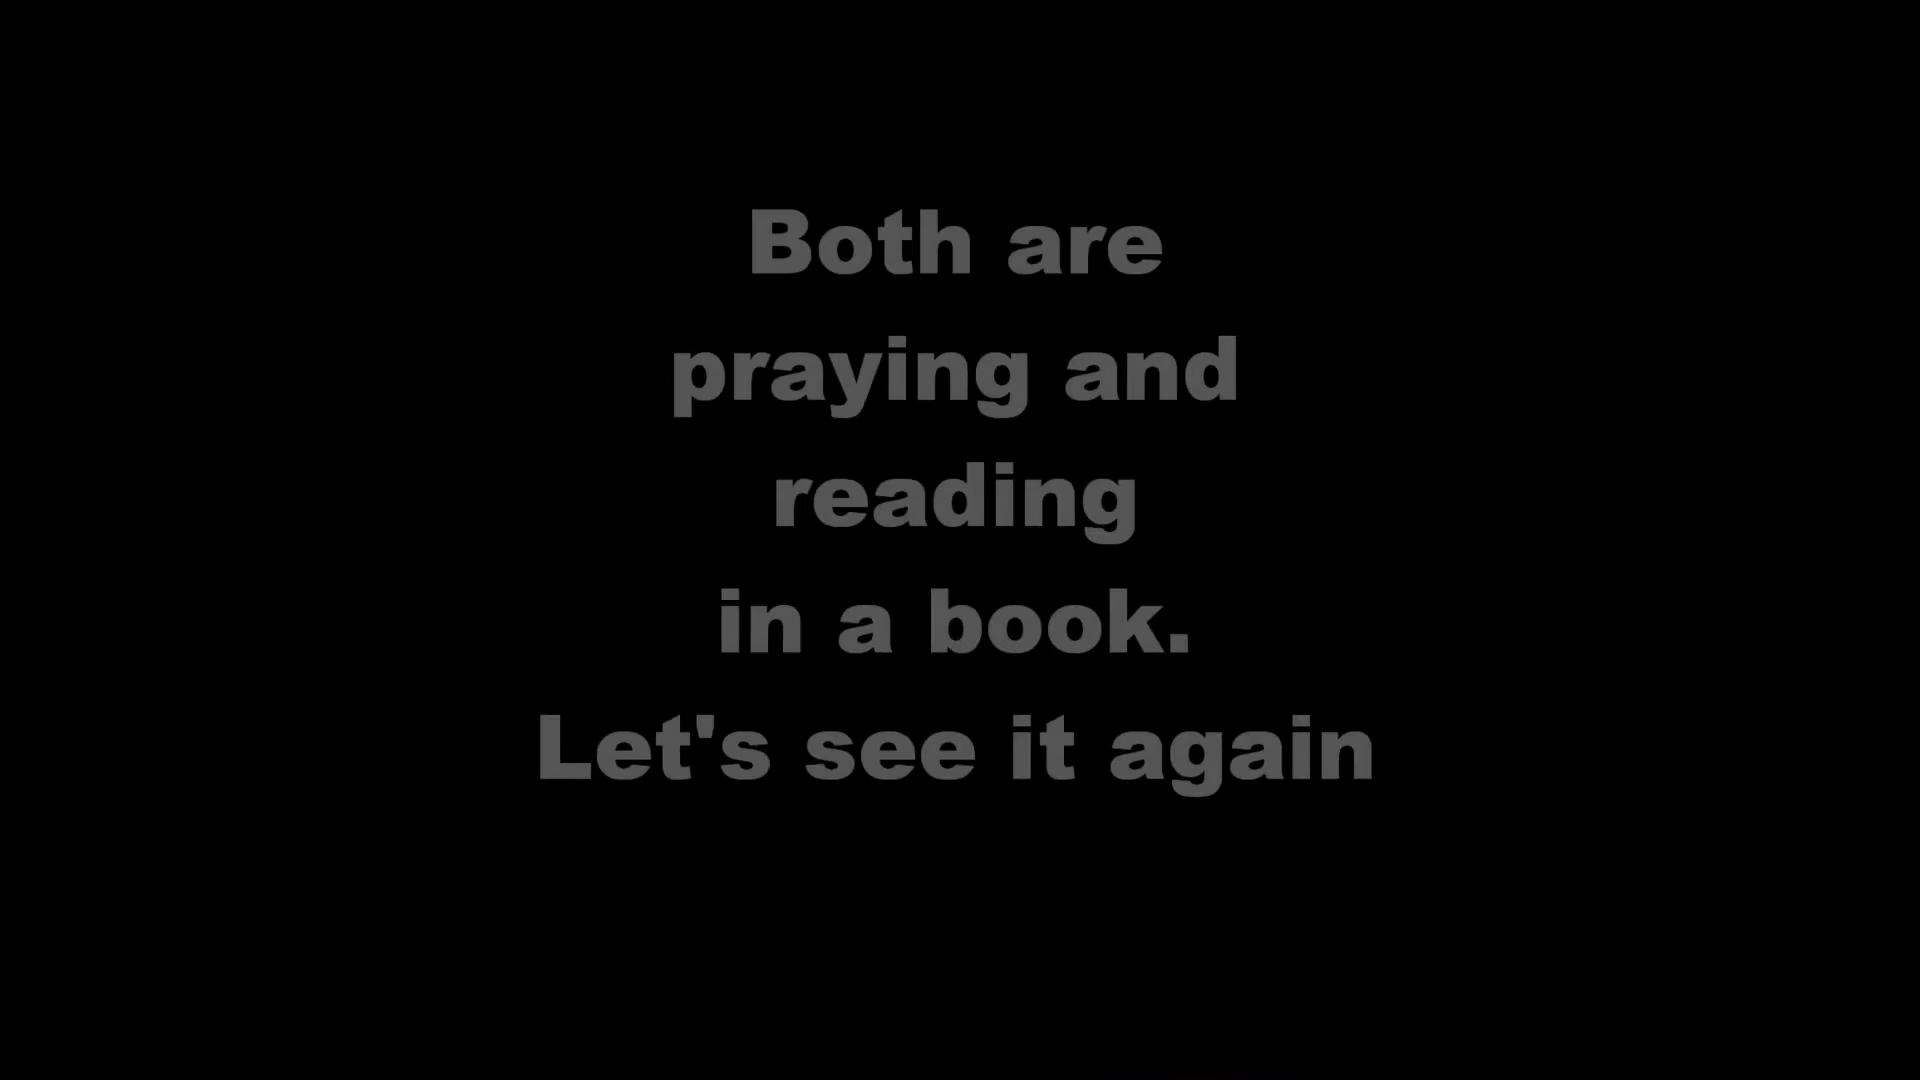 Both are
praying and
reading
in a book.
Let's see it again